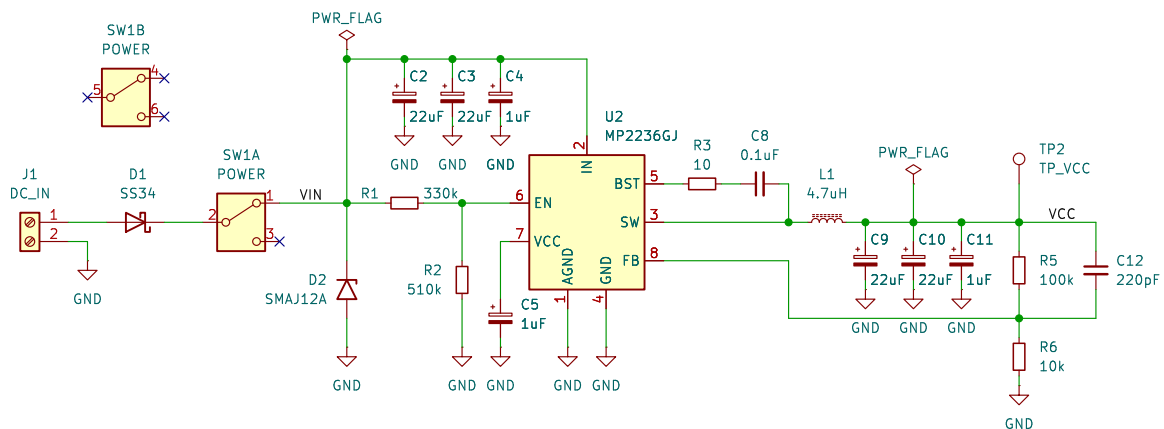 PWR_FLAG
SW1B
POWER
4
5
6
C2
22uF
GND
C3
22uF
GND
C4
1uF
GND
U2
MP2236GJ
2
IN
R3
10
C8
0.1uF
BST
5
PWR_FLAG
TP2
TP_VCC
J1
DC_IN
1
2
GND
D1
SS34
SW1A
POWER
1
2
3
VIN
R1
330k
6
EN
SW
3
L1
4.7uH
VCC
7
VCC
FB
8
C9
22uF
GND
C10
22uF
GND
C11
1uF
GND
R5
100k
C12
220pF
D2
SMAJ12A
GND
R2
510k
GND
C5
1uF
GND
AGND
1
GND
GND
4
GND
R6
10k
GND